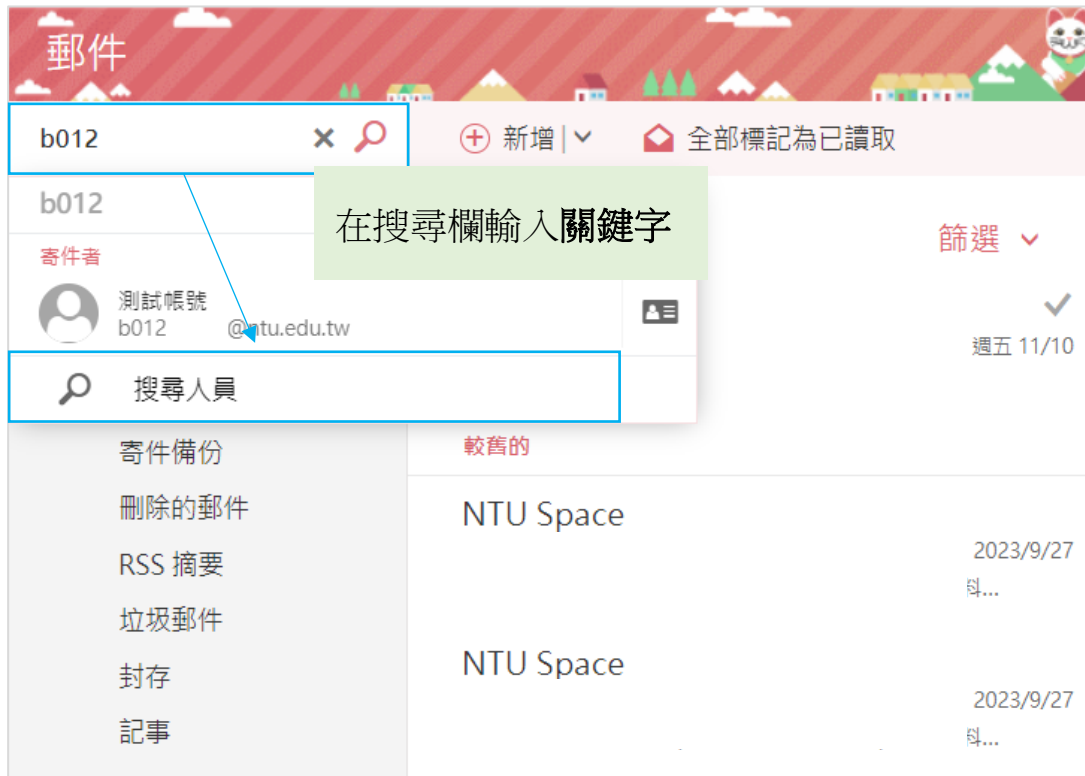 郵件
b012
新增
全部標記為已讀取
b012
在搜尋欄輸入關鍵字
篩選
寄件者
測試帳號
b012 @ntu.edu.tw
週五 11/10
搜尋人員
寄件備份
較舊的
刪除的郵件
NTU Space
2023/9/27
RSS 摘要
科...
垃圾郵件
封存
NTU Space
2023/9/27
記事
科...